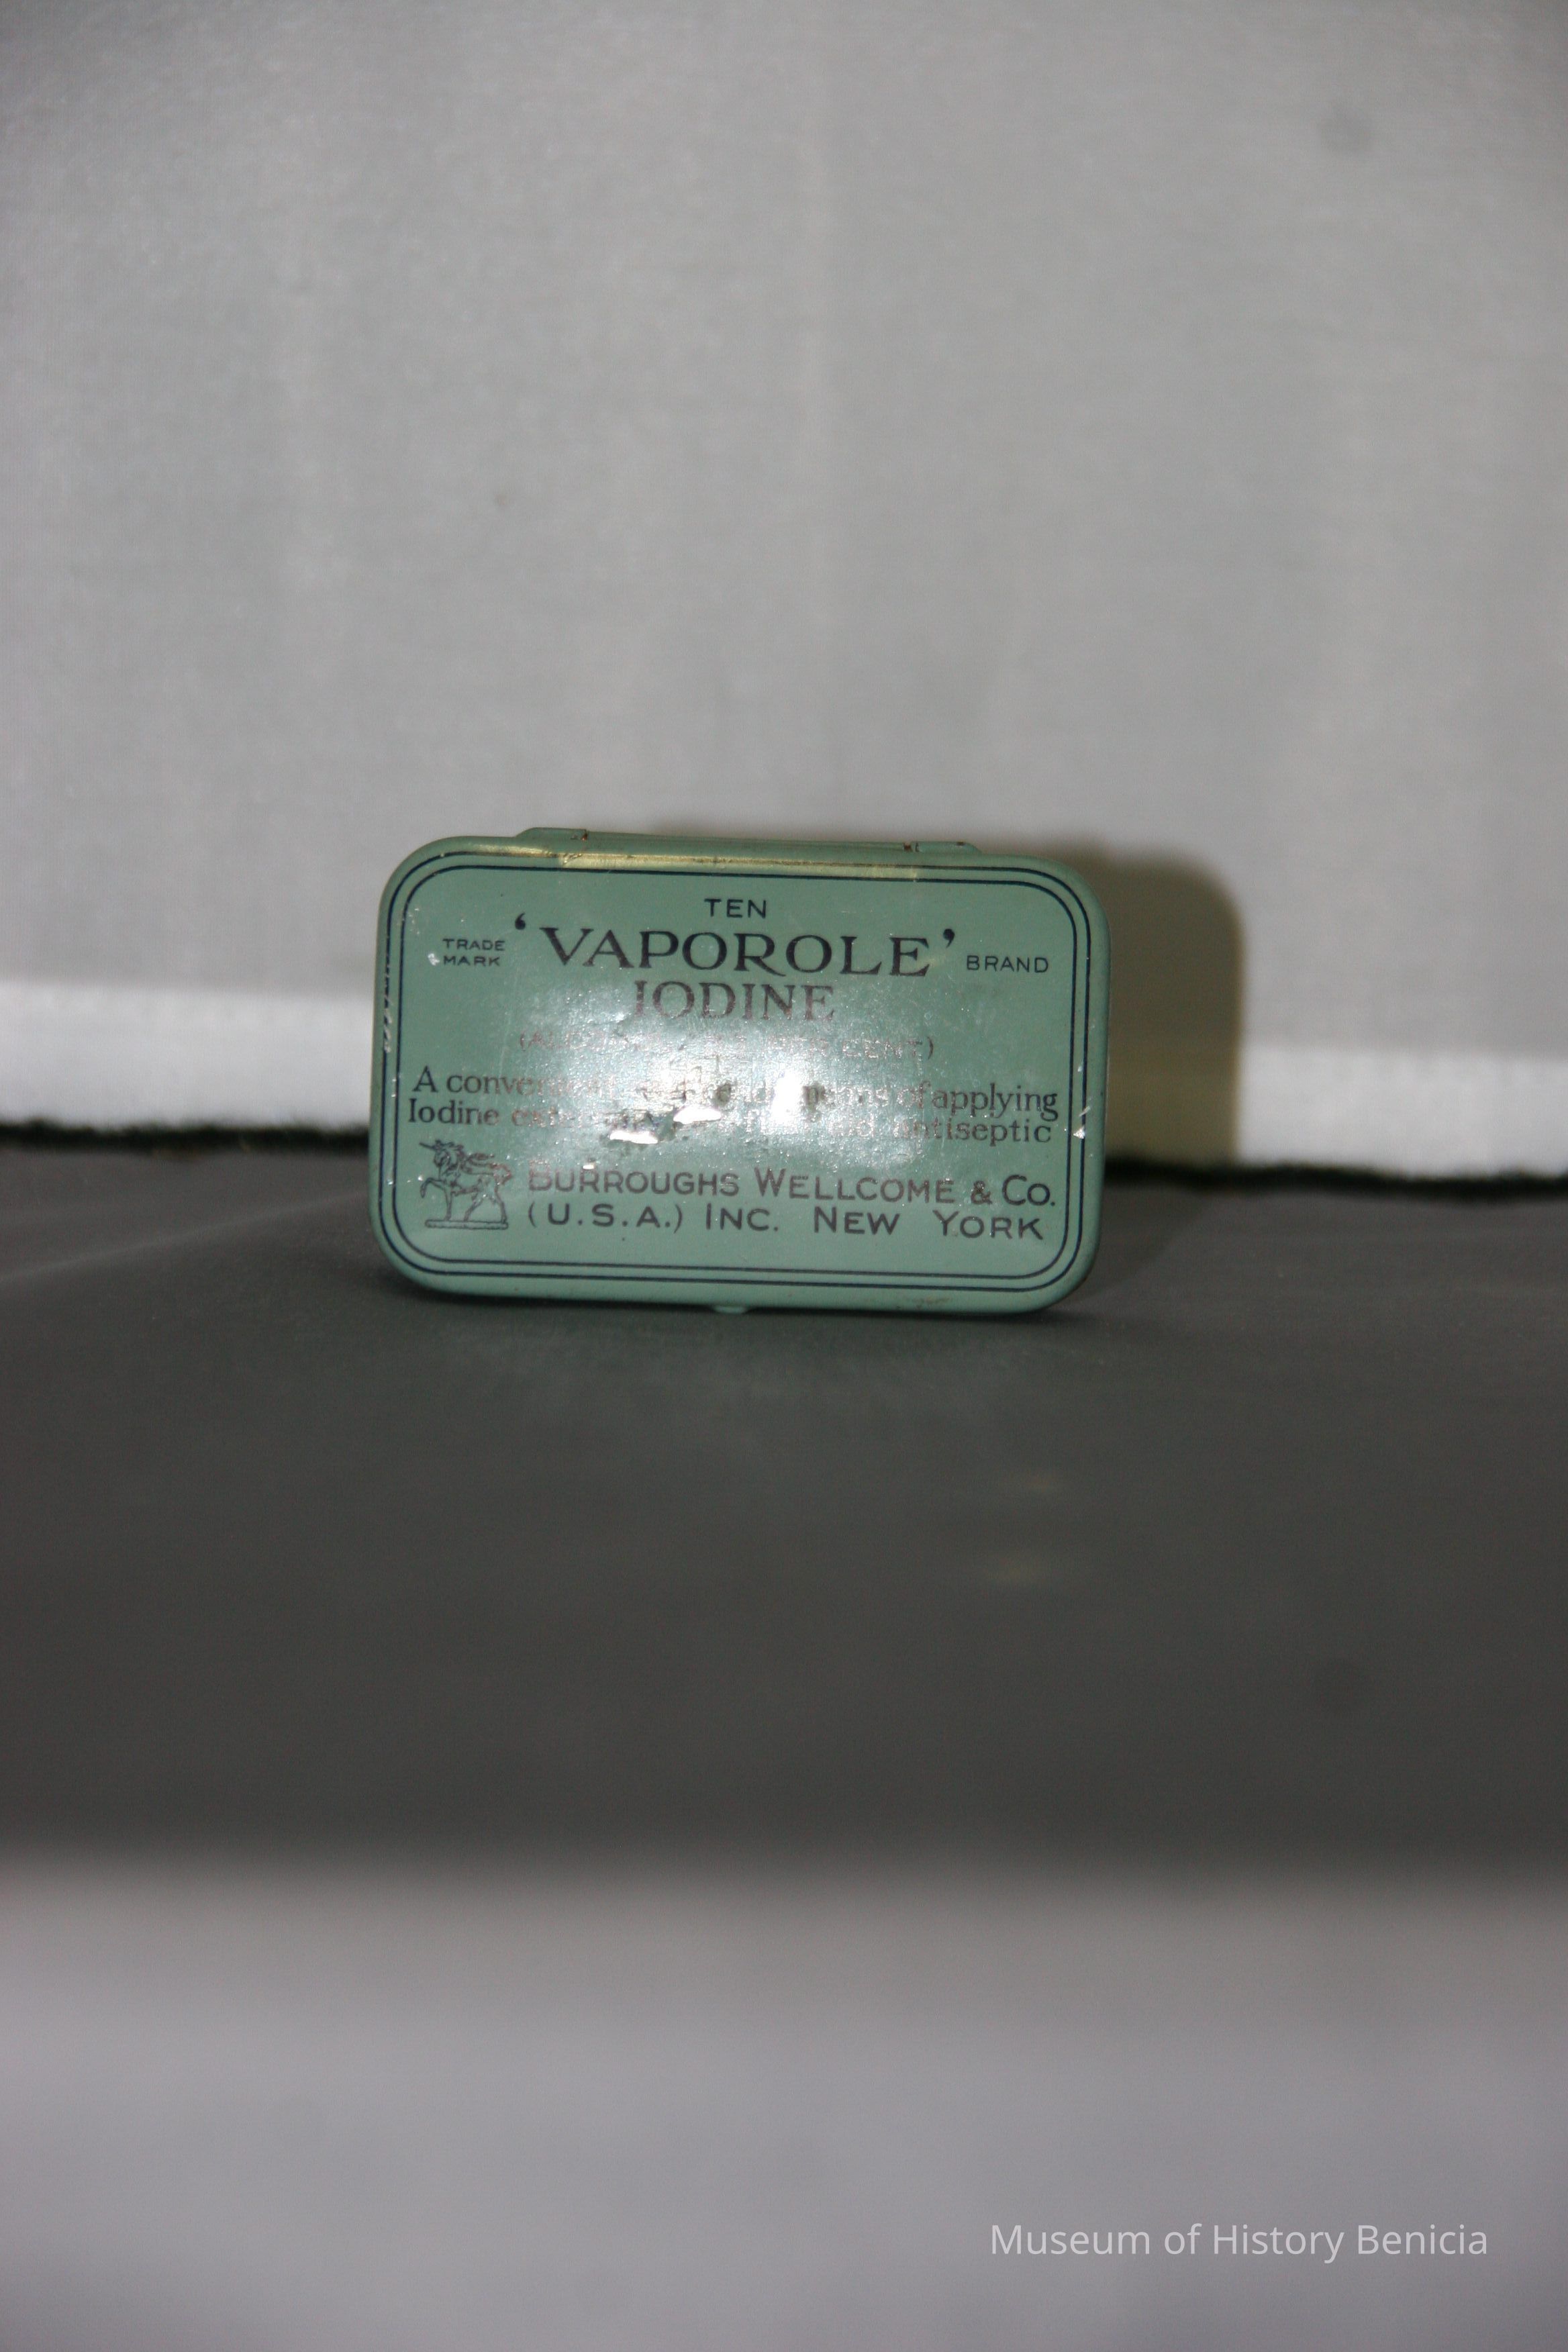 TEN
TRADE MARK 'VAPOROLE' BRAND
IODINE
CENT)
A of applying
Iodine antiseptic
BURROUGHS WELLCOME & CO.
(U.S.A.) INC. NEW YORK
Museum of History Benicia